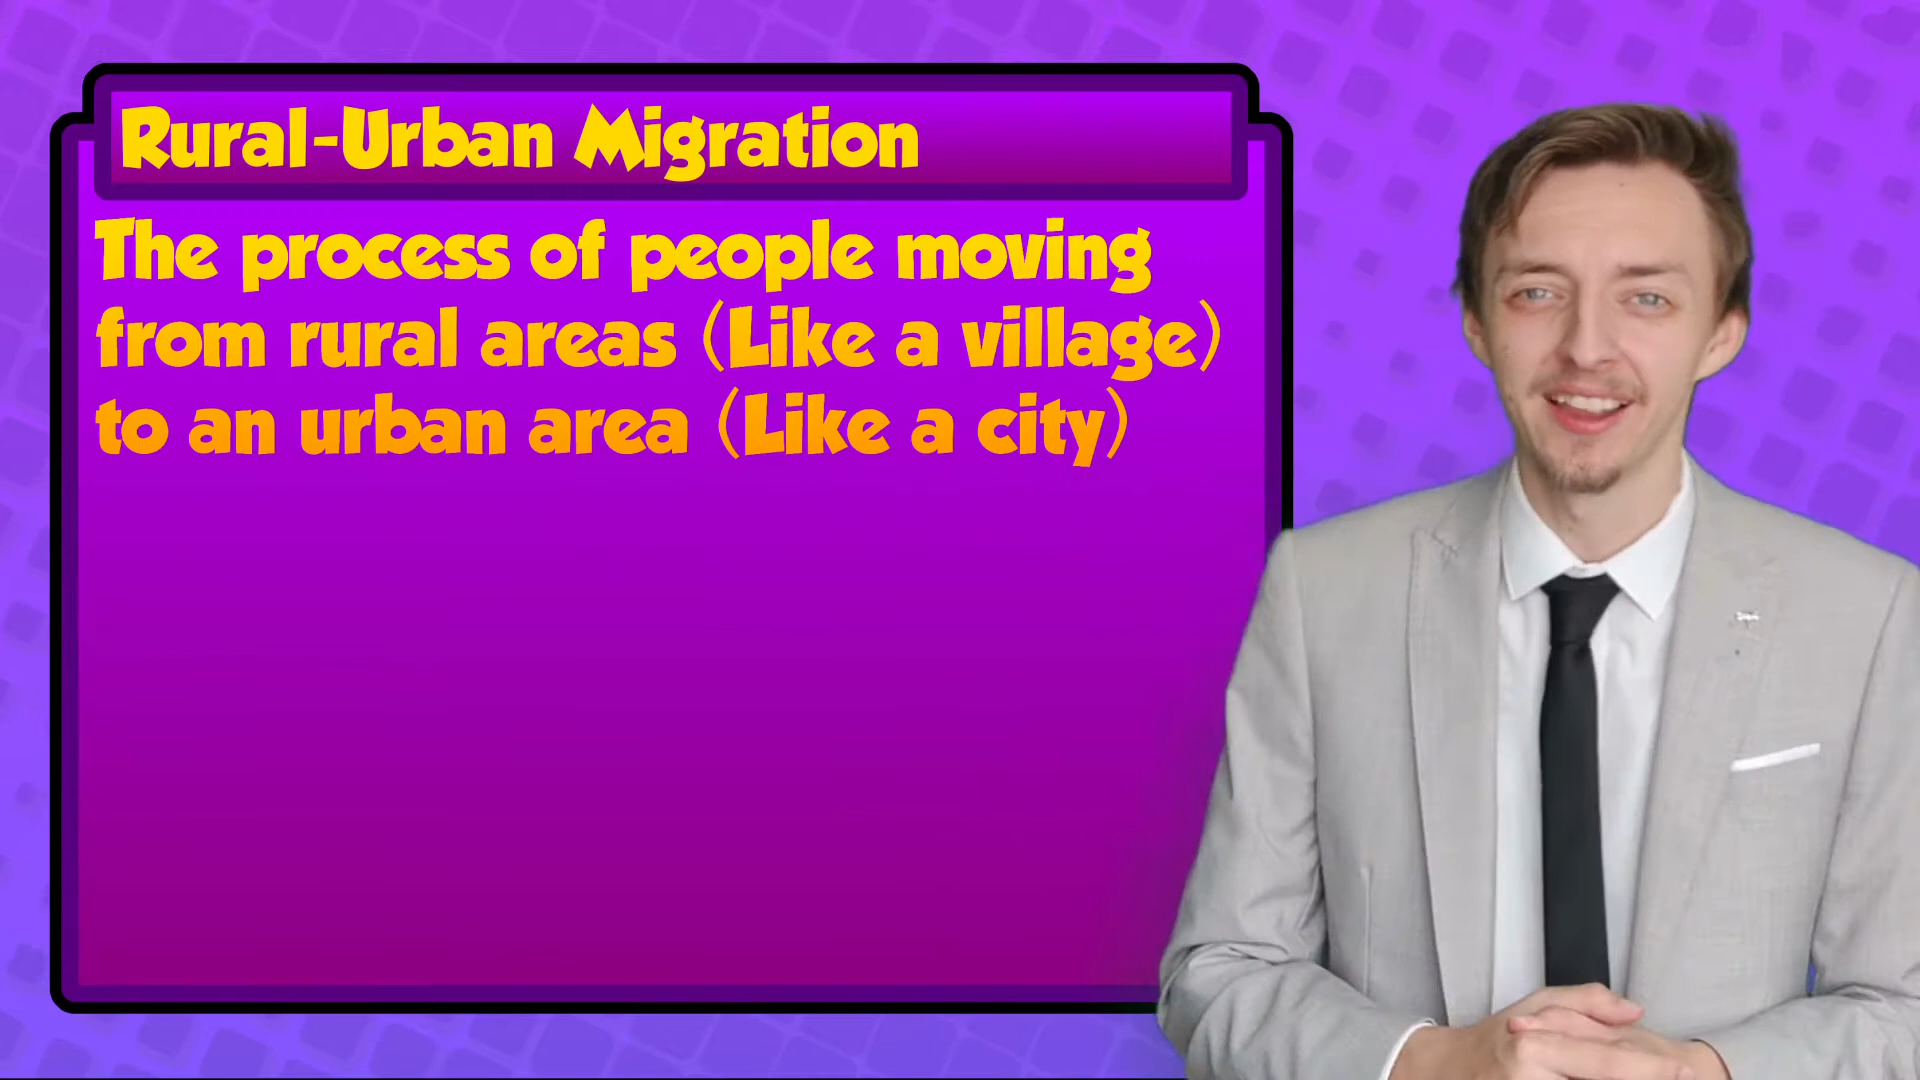 Rural-Urban Migration
The process of people moving
from rural areas (Like a village)
to an urban area (Like a city)